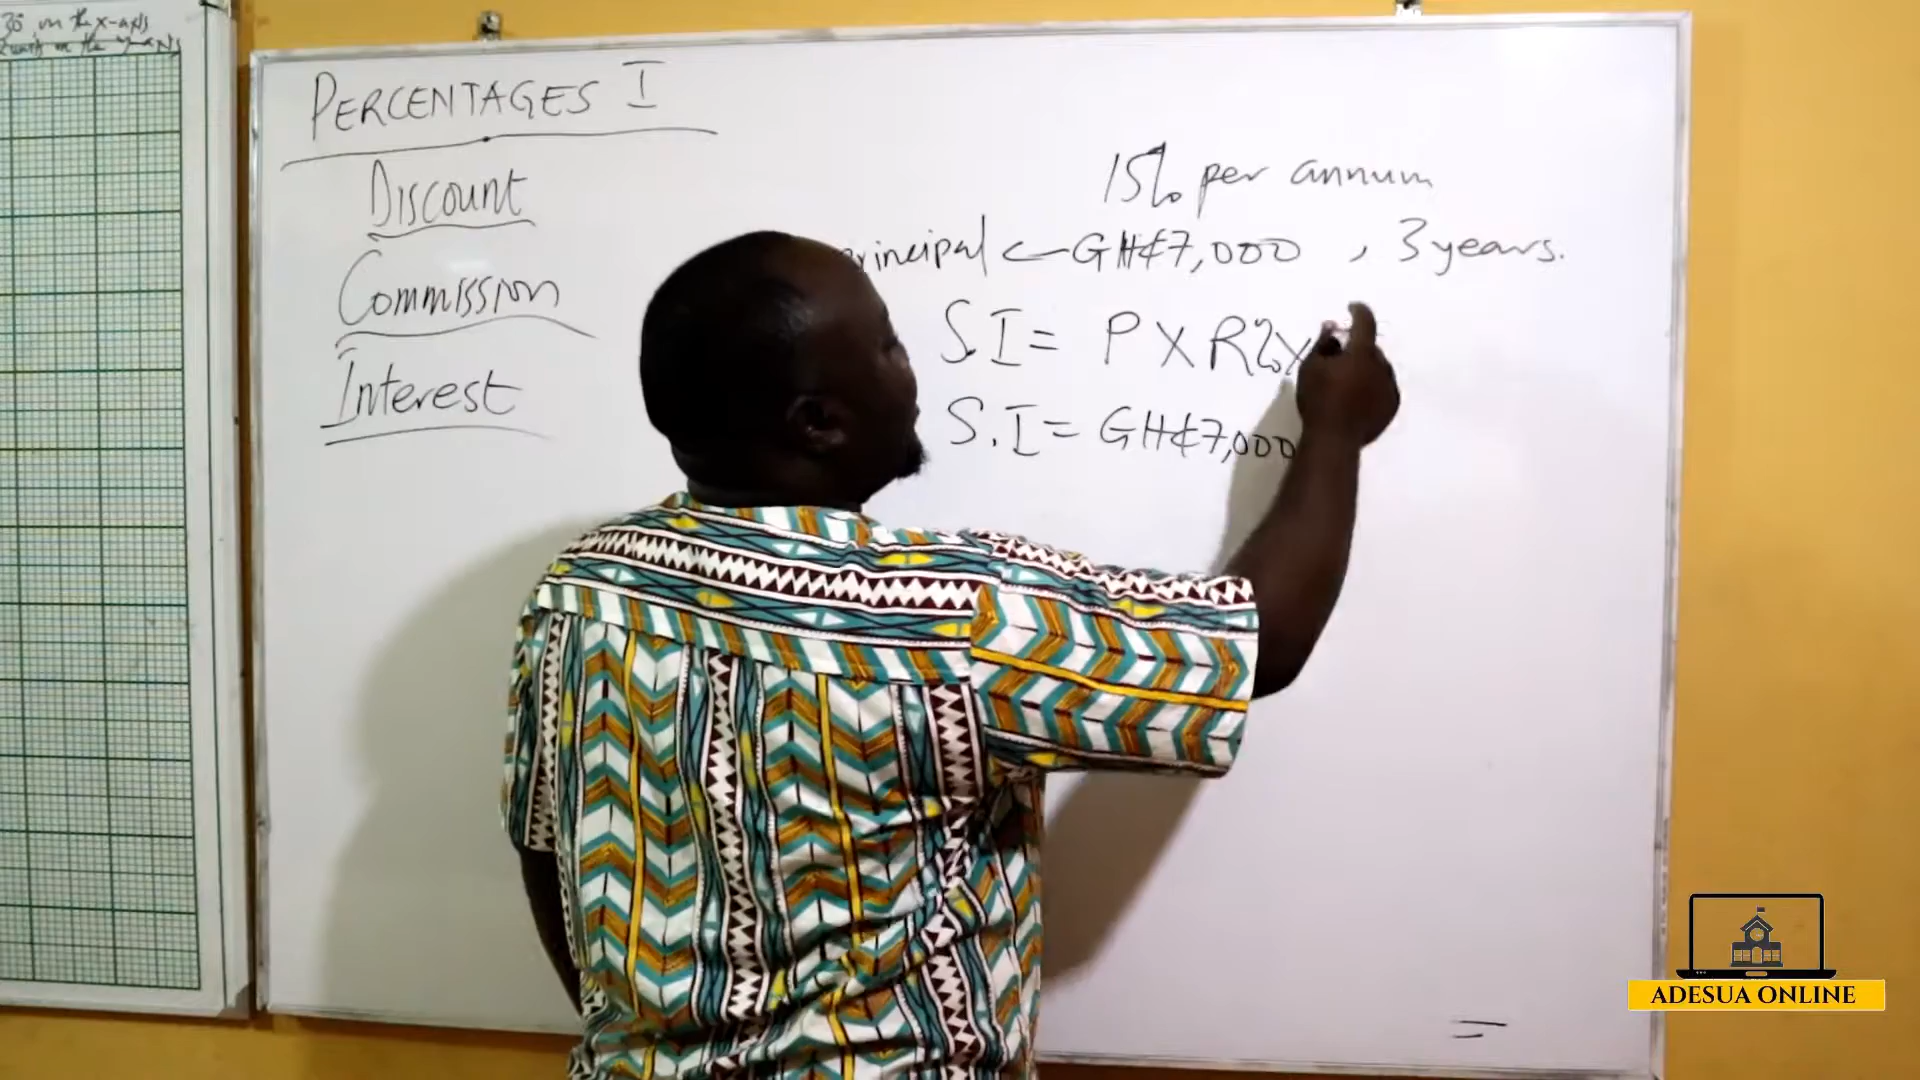 PERCENTAGES I
Discount
Commission
Interest
15% per annum
GH₵7,000 , 3 years.
S.I = P X R% X
S.I = GH₵7,000
ADESUA ONLINE